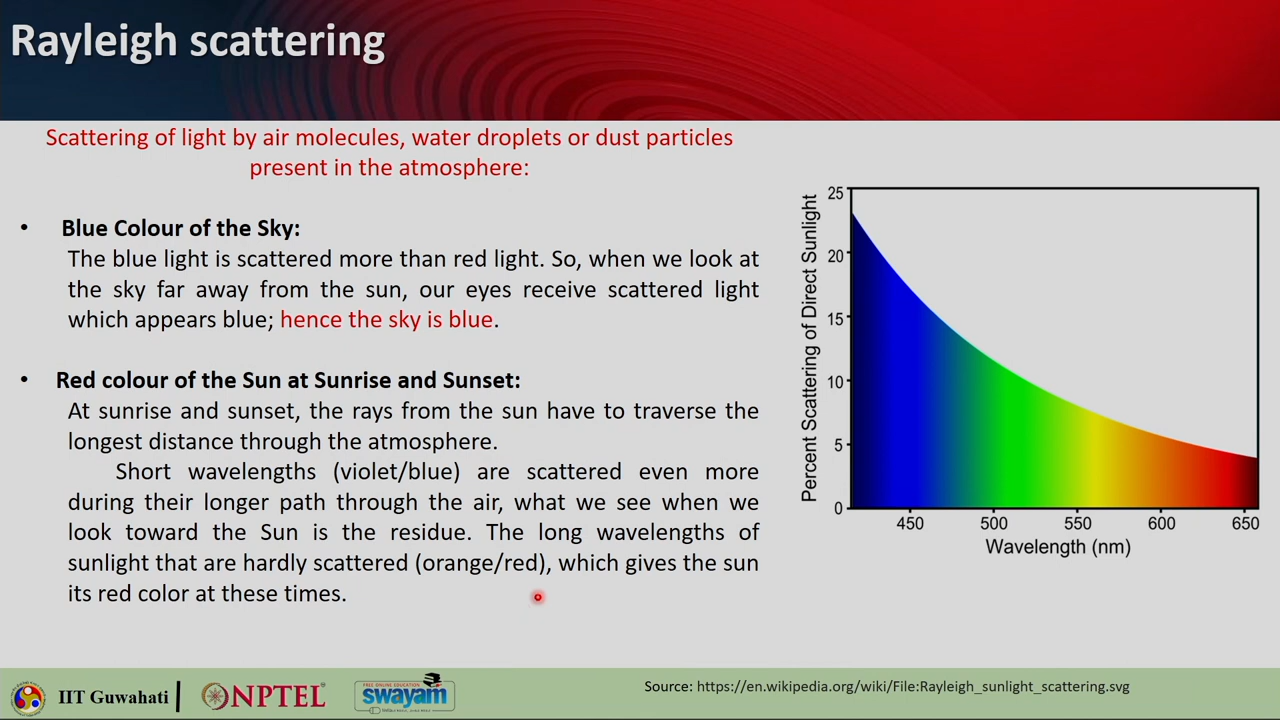 Rayleigh scattering
Scattering of light by air molecules, water droplets or dust particles
present in the atmosphere:
• Blue Colour of the Sky:
The blue light is scattered more than red light. So, when we look at
the sky far away from the sun, our eyes receive scattered light
which appears blue; hence the sky is blue.
• Red colour of the Sun at Sunrise and Sunset:
At sunrise and sunset, the rays from the sun have to traverse the
longest distance through the atmosphere.
Short wavelengths (violet/blue) are scattered even more
during their longer path through the air, what we see when we
look toward the Sun is the residue. The long wavelengths of
sunlight that are hardly scattered (orange/red), which gives the sun
its red color at these times.
Percent Scattering of Direct Sunlight
25
20
15
10
5
0
450 500 550 600 650
Wavelength (nm)
IIT Guwahati
NPTEL
FREE ONLINE EDUCATION
swayam
Source: https://en.wikipedia.org/wiki/File:Rayleigh_sunlight_scattering.svg